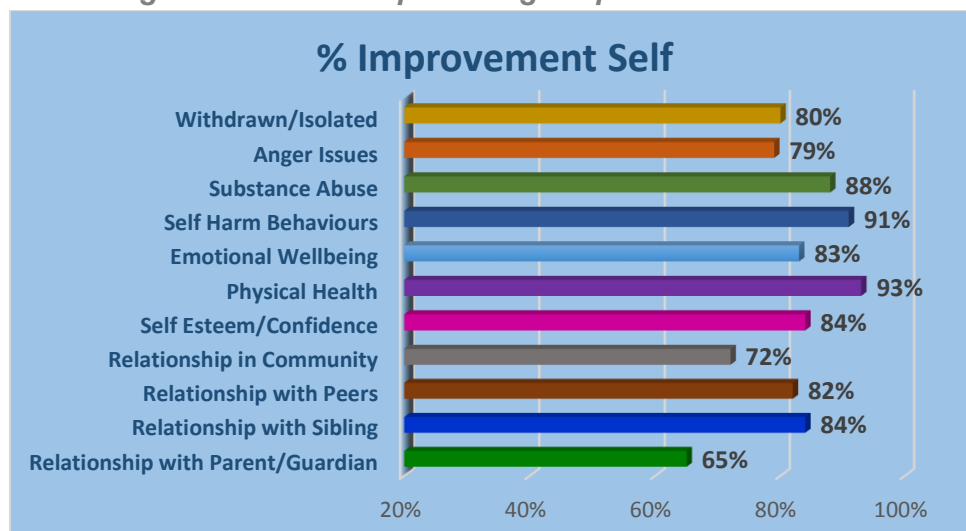 % Improvement Self
Withdrawn/Isolated 80%
Anger Issues 79%
Substance Abuse 88%
Self Harm Behaviours 91%
Emotional Wellbeing 83%
Physical Health 93%
Self Esteem/Confidence 84%
Relationship in Community 72%
Relationship with Peers 82%
Relationship with Sibling 84%
Relationship with Parent/Guardian 65%
20% 40% 60% 80% 100%